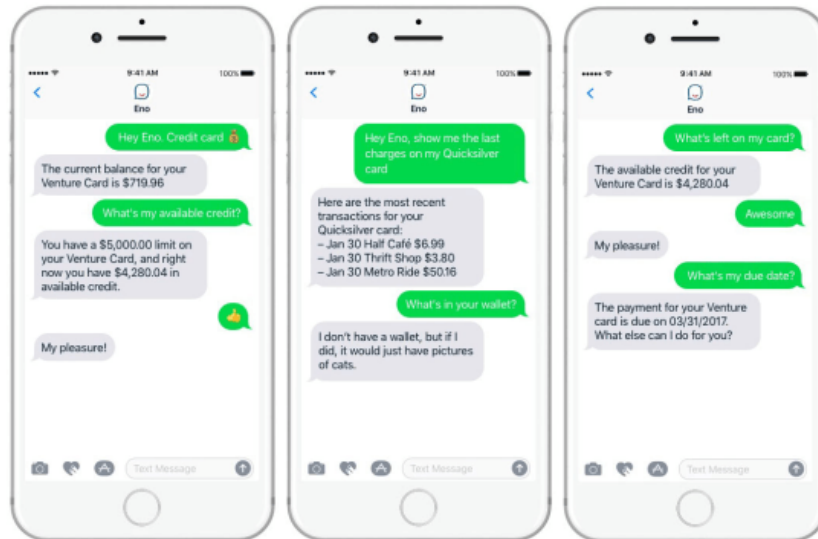 9:41 AM
100%
Eno
Hey Eno. Credit card 💰
The current balance for your
Venture Card is $719.96
What's my available credit?
You have a $5,000.00 limit on
your Venture Card, and right
now you have $4,280.04 in
available credit.
👍
My pleasure!
Text Message
9:41 AM
100%
Eno
Hey Eno, show me the last
charges on my Quicksilver
card
Here are the most recent
transactions for your
Quicksilver card:
– Jan 30 Half Café $6.99
– Jan 30 Thrift Shop $3.80
– Jan 30 Metro Ride $50.16
What's in your wallet?
I don't have a wallet, but if I
did, it would just have pictures
of cats.
Text Message
9:41 AM
100%
Eno
What's left on my card?
The available credit for your
Venture Card is $4,280.04
Awesome
My pleasure!
What's my due date?
The payment for your Venture
card is due on 03/31/2017.
What else can I do for you?
Text Message